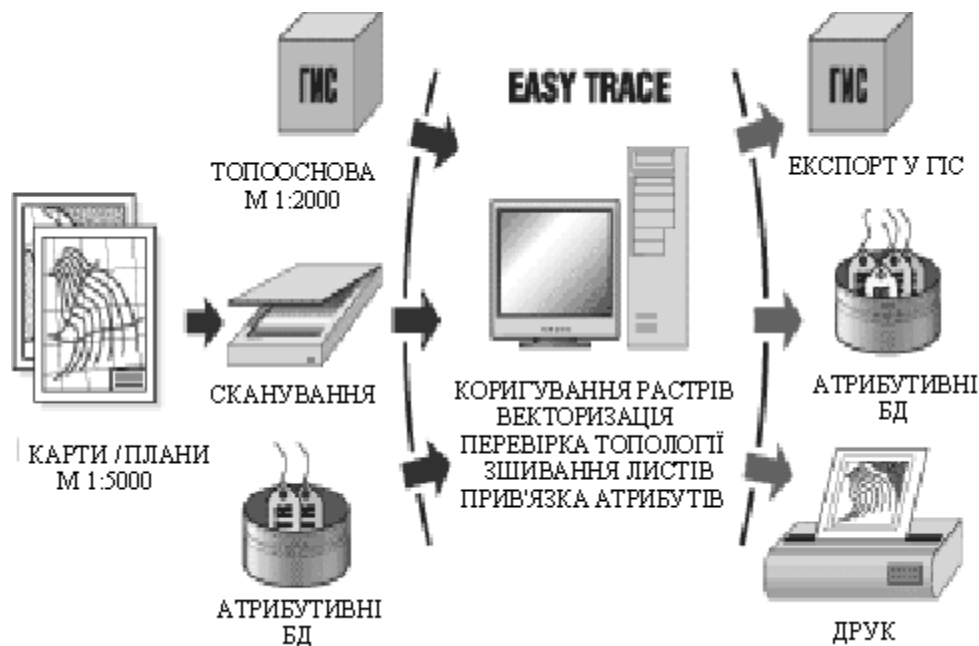 ГИС
ТОПООСНОВА
М 1:2000
EASY TRACE
ГИС
ЕКСПОРТ У ГІС
КАРТИ / ПЛАНИ
М 1:5000
СКАНУВАННЯ
КОРИГУВАННЯ РАСТРІВ
ВЕКТОРИЗАЦІЯ
ПЕРЕВІРКА ТОПОЛОГІЇ
ЗШИВАННЯ ЛИСТІВ
ПРИВ'ЯЗКА АТРИБУТІВ
АТРИБУТИВНІ
БД
АТРИБУТИВНІ
БД
ДРУК